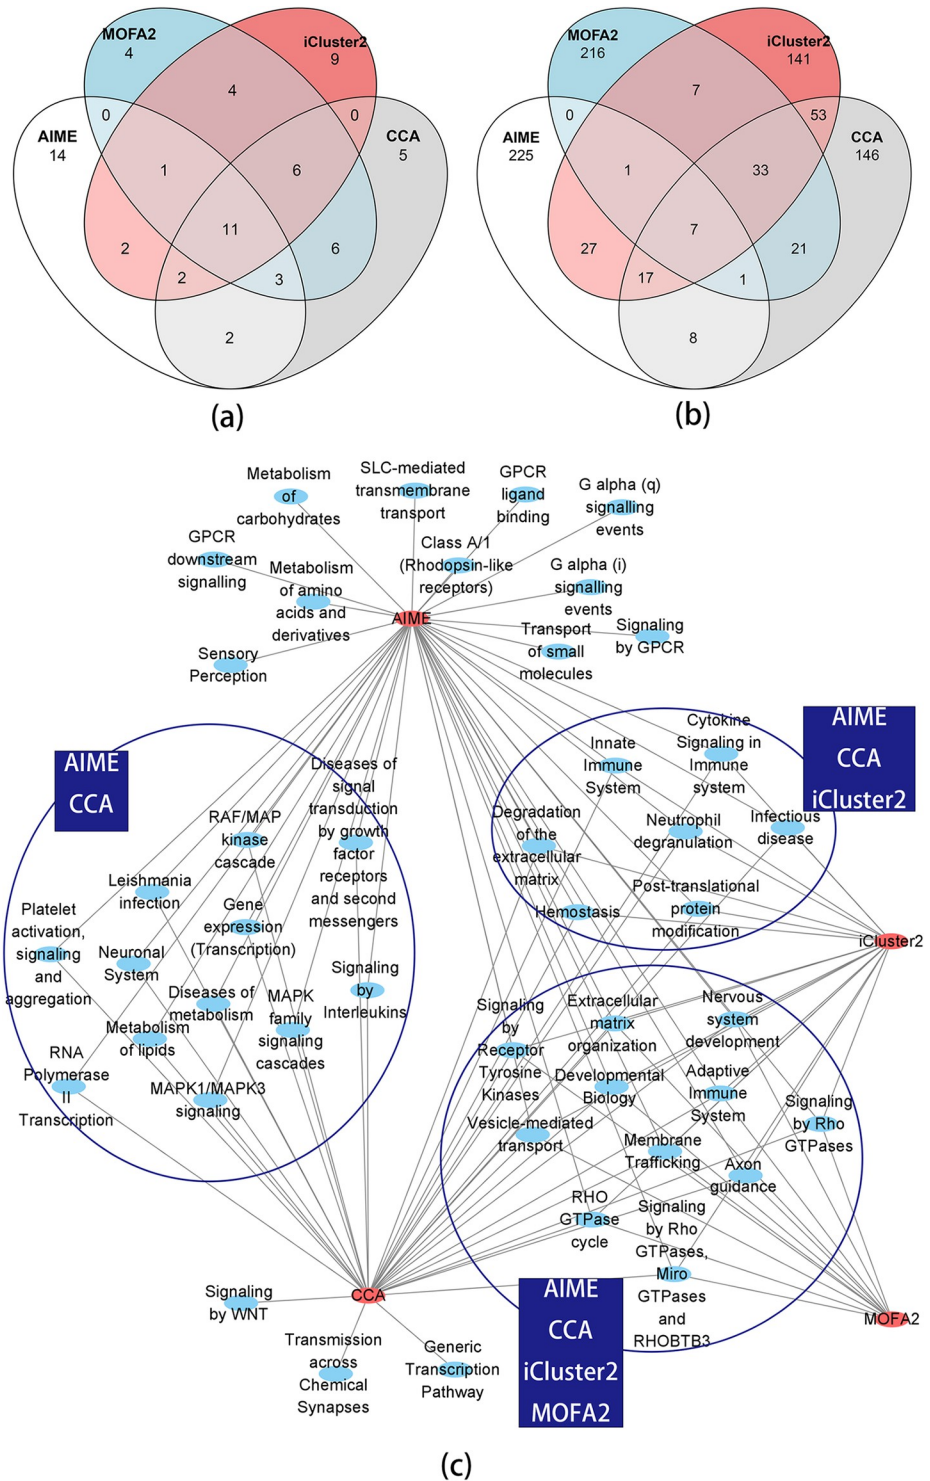 MOFA2
4
iCluster2
9
4
0
0
AIME
14
CCA
5
1
6
11
2
6
2
3
2
(a)
MOFA2
216
iCluster2
141
7
0
53
AIME
225
CCA
146
1
33
7
27
21
17
1
8
(b)
Metabolism
of
carbohydrates
SLC-mediated
transmembrane
transport
GPCR
ligand
binding
G alpha (q)
signalling
events
GPCR
downstream
signalling
Metabolism
of amino
acids and
derivatives
Class A/1
(Rhodopsin-like
receptors)
G alpha (i)
signalling
events
AIME
Sensory
Perception
Transport
of small
molecules
Signaling
by GPCR
AIME
CCA
Diseases of
signal
transduction
by growth
factor
receptors
and second
messengers
RAF/MAP
kinase
cascade
Leishmania
infection
Gene
expression
(Transcription)
Platelet
activation,
signaling
and
aggregation
Neuronal
System
Signaling
by
Interleukins
Diseases of
metabolism
MAPK
family
signaling
cascades
Metabolism
of lipids
RNA
Polymerase
II
Transcription
MAPK1/MAPK3
signaling
AIME
CCA
iCluster2
Cytokine
Signaling in
Immune
system
Innate
Immune
System
Degradation
of the
extracellular
matrix
Neutrophil
degranulation
Infectious
disease
Post-translational
protein
modification
Hemostasis
iCluster2
Signaling
by
Receptor
Tyrosine
Kinases
Extracellular
matrix
organization
Nervous
system
development
Developmental
Biology
Adaptive
Immune
System
Signaling
by Rho
GTPases
Vesicle-mediated
transport
Membrane
Trafficking
Axon
guidance
RHO
GTPase
cycle
Signaling
by Rho
GTPases,
Miro
GTPases
and
RHOBTB3
MOFA2
AIME
CCA
iCluster2
MOFA2
CCA
Signaling
by WNT
Transmission
across
Chemical
Synapses
Generic
Transcription
Pathway
(c)